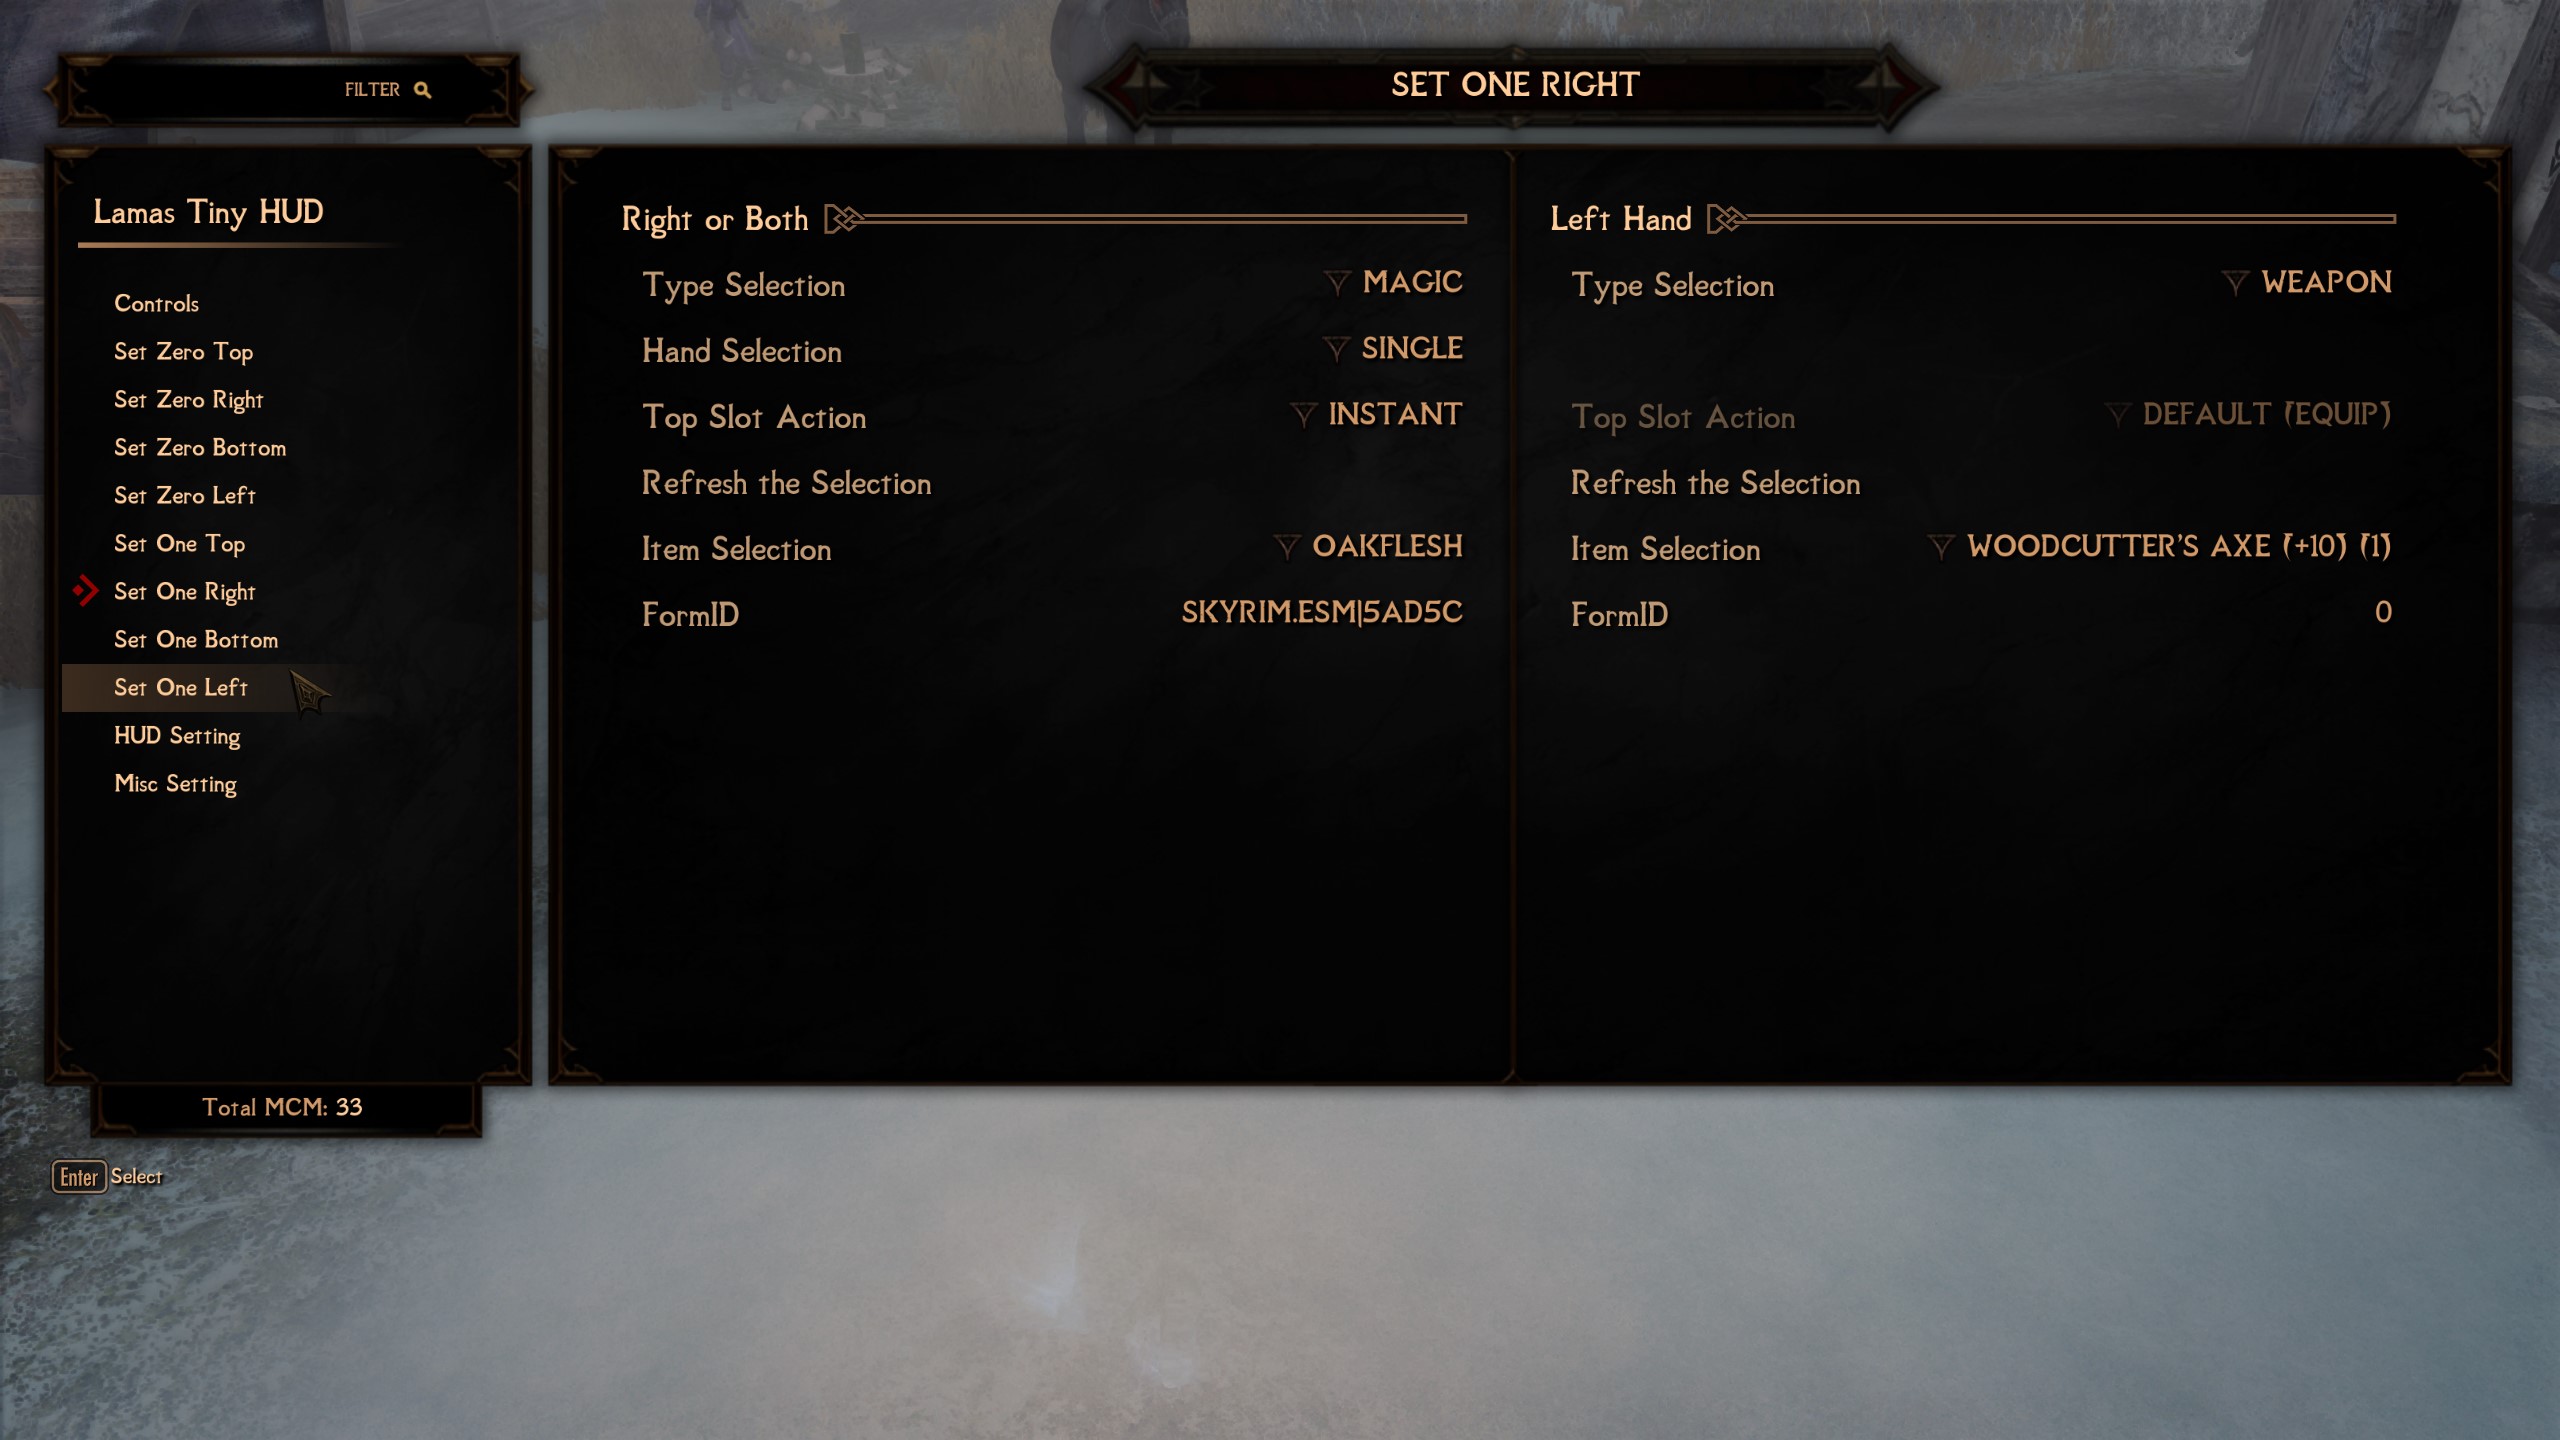 FILTER
SET ONE RIGHT
Lamas Tiny HUD
Controls
Set Zero Top
Set Zero Right
Set Zero Bottom
Set Zero Left
Set One Top
Set One Right
Set One Bottom
Set One Left
HUD Setting
Misc Setting
Total MCM: 33
Enter Select
Right or Both
Type Selection MAGIC
Hand Selection SINGLE
Top Slot Action INSTANT
Refresh the Selection
Item Selection OAKFLESH
FormID SKYRIM.ESM|5AD5C
Left Hand
Type Selection WEAPON
Top Slot Action DEFAULT (EQUIP)
Refresh the Selection
Item Selection WOODCUTTER'S AXE (+10) (1)
FormID 0